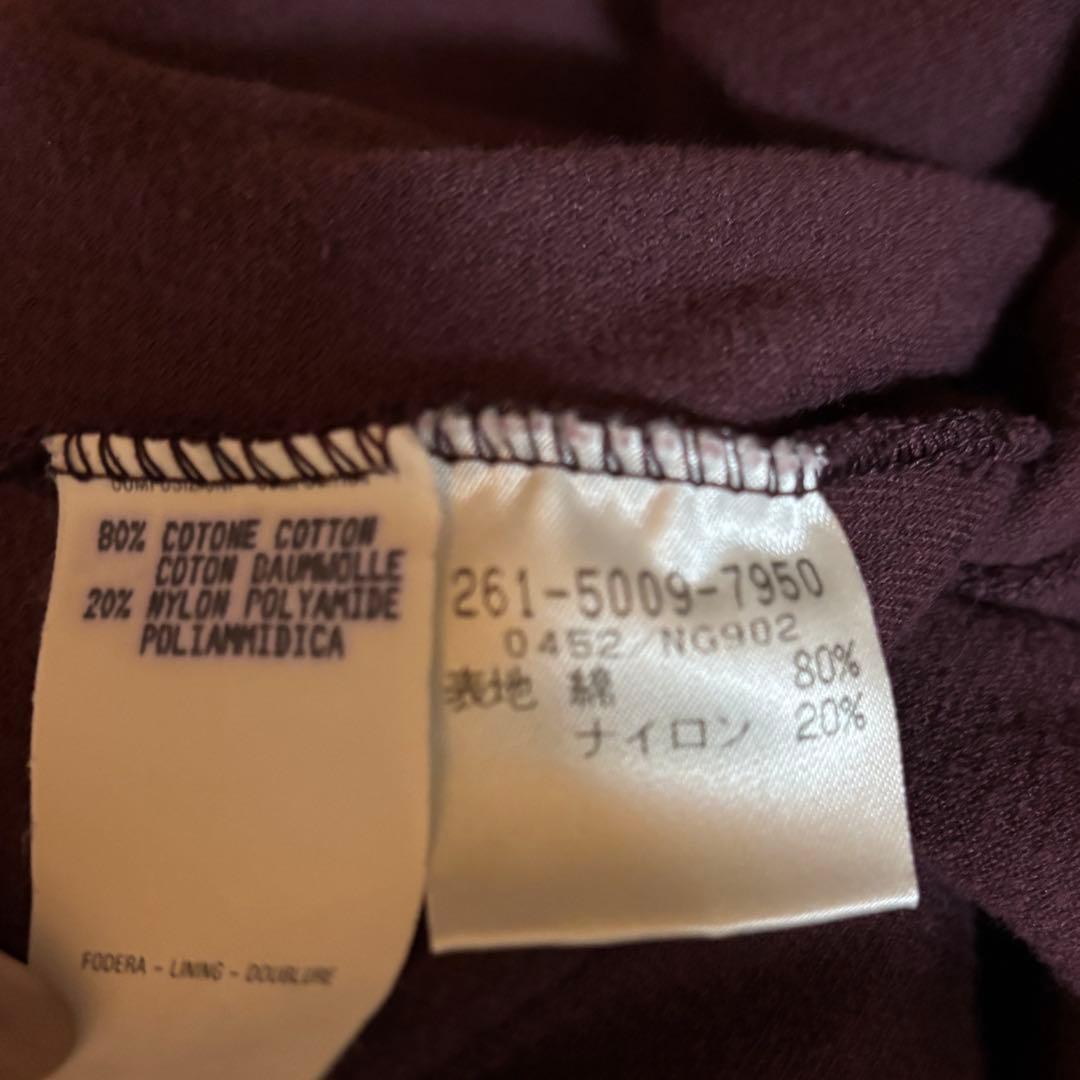 80% COTONE COTTON
COTON BAUMWOLLE
20% NYLON POLYAMIDE
POLIAMMIDICA
FODERA - LINING - DOUBLURE
261-5009-7950
0452 NG902
表地 綿 80%
ナイロン 20%